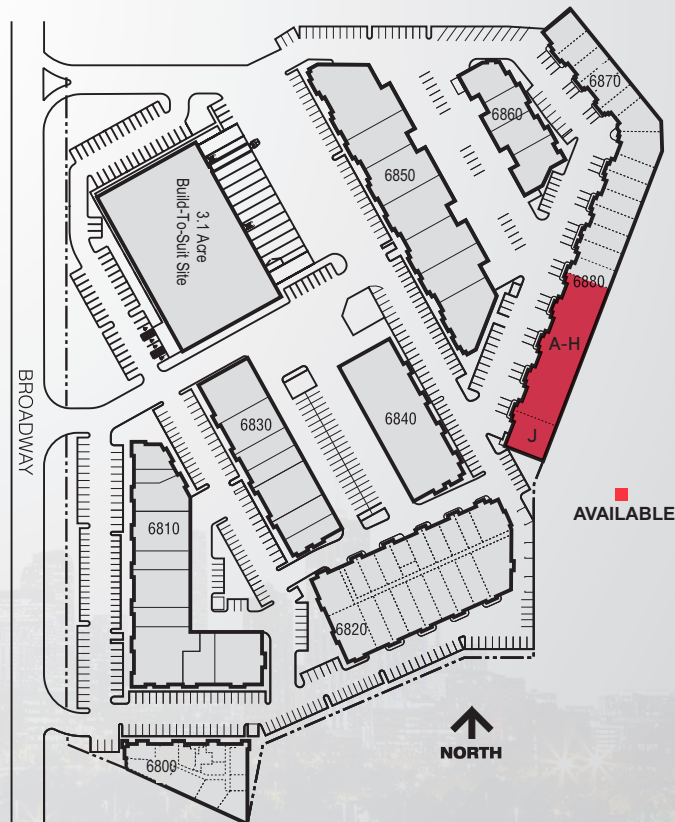 6870
6860
6850
3.1 Acre
Build-To-Suit Site
6880
A-H
BROADWAY
6830
6840
J
AVAILABLE
6810
6820
NORTH
6800